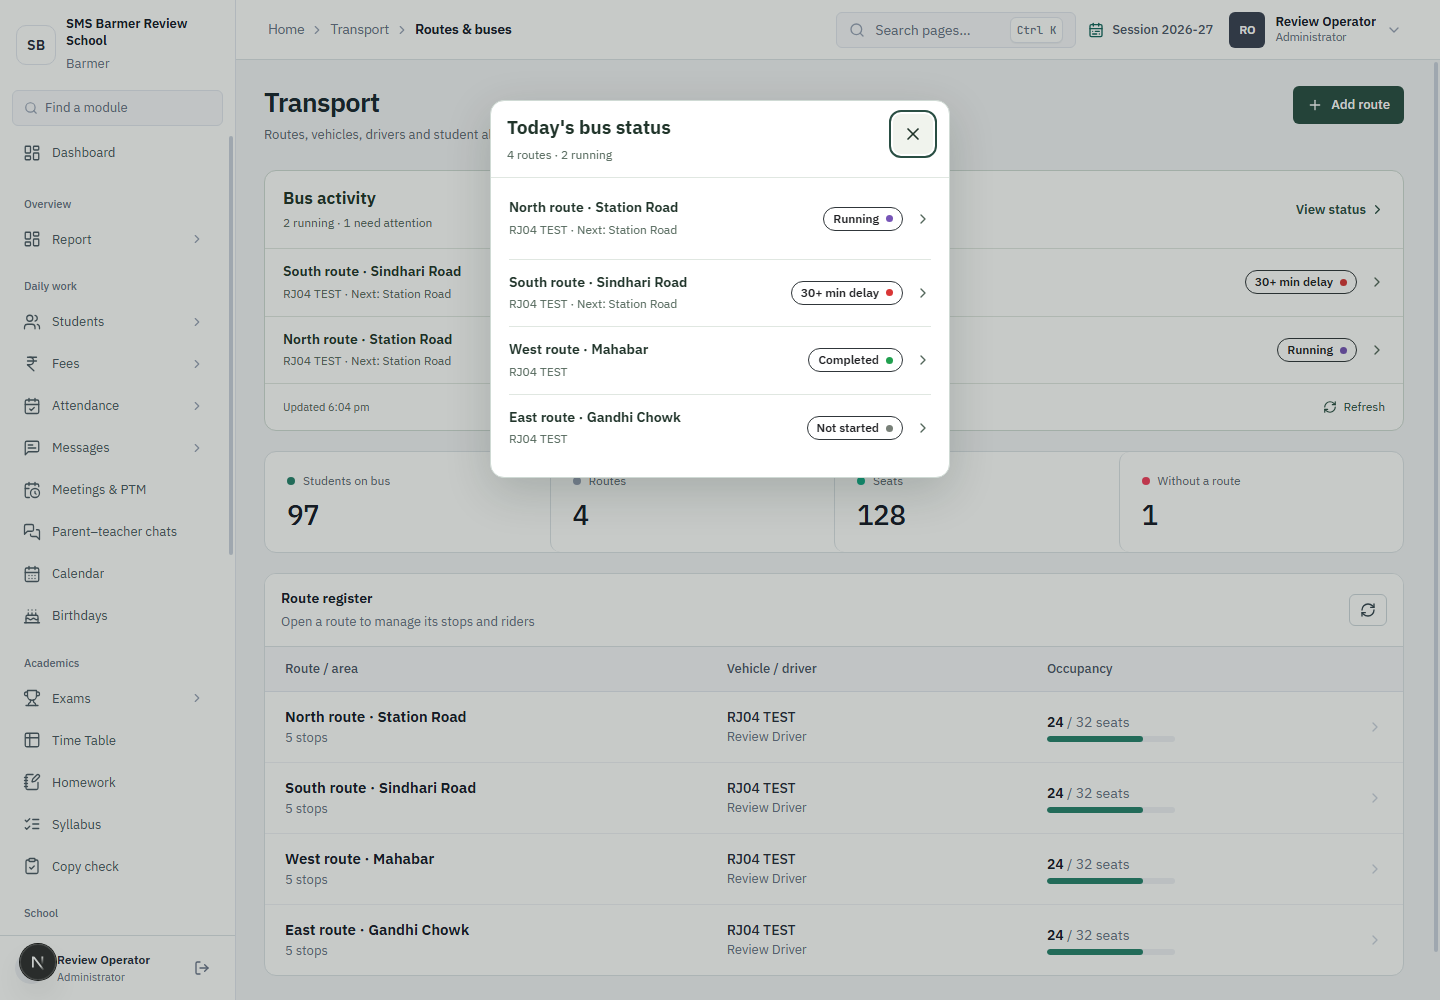 SMS Barmer Review
School
SB
Barmer
Find a module
Dashboard
Overview
Report
Daily work
Students
Fees
Attendance
Messages
Meetings & PTM
Parent–teacher chats
Calendar
Birthdays
Academics
Exams
Time Table
Homework
Syllabus
Copy check
School
N
Review Operator
Administrator
Home
Transport
Routes & buses
Search pages...
Ctrl K
Session 2026-27
RO
Review Operator
Administrator
Transport
Routes, vehicles, drivers and student al
Add route
Bus activity
2 running · 1 need attention
View status
South route · Sindhari Road
RJ04 TEST · Next: Station Road
30+ min delay
North route · Station Road
RJ04 TEST · Next: Station Road
Running
Updated 6:04 pm
Refresh
Today's bus status
4 routes · 2 running
North route · Station Road
RJ04 TEST · Next: Station Road
Running
South route · Sindhari Road
RJ04 TEST · Next: Station Road
30+ min delay
West route · Mahabar
RJ04 TEST
Completed
East route · Gandhi Chowk
RJ04 TEST
Not started
Students on bus
97
Routes
4
Seats
128
Without a route
1
Route register
Open a route to manage its stops and riders
Route / area
Vehicle / driver
Occupancy
North route · Station Road
5 stops
RJ04 TEST
Review Driver
24 / 32 seats
South route · Sindhari Road
5 stops
RJ04 TEST
Review Driver
24 / 32 seats
West route · Mahabar
5 stops
RJ04 TEST
Review Driver
24 / 32 seats
East route · Gandhi Chowk
5 stops
RJ04 TEST
Review Driver
24 / 32 seats